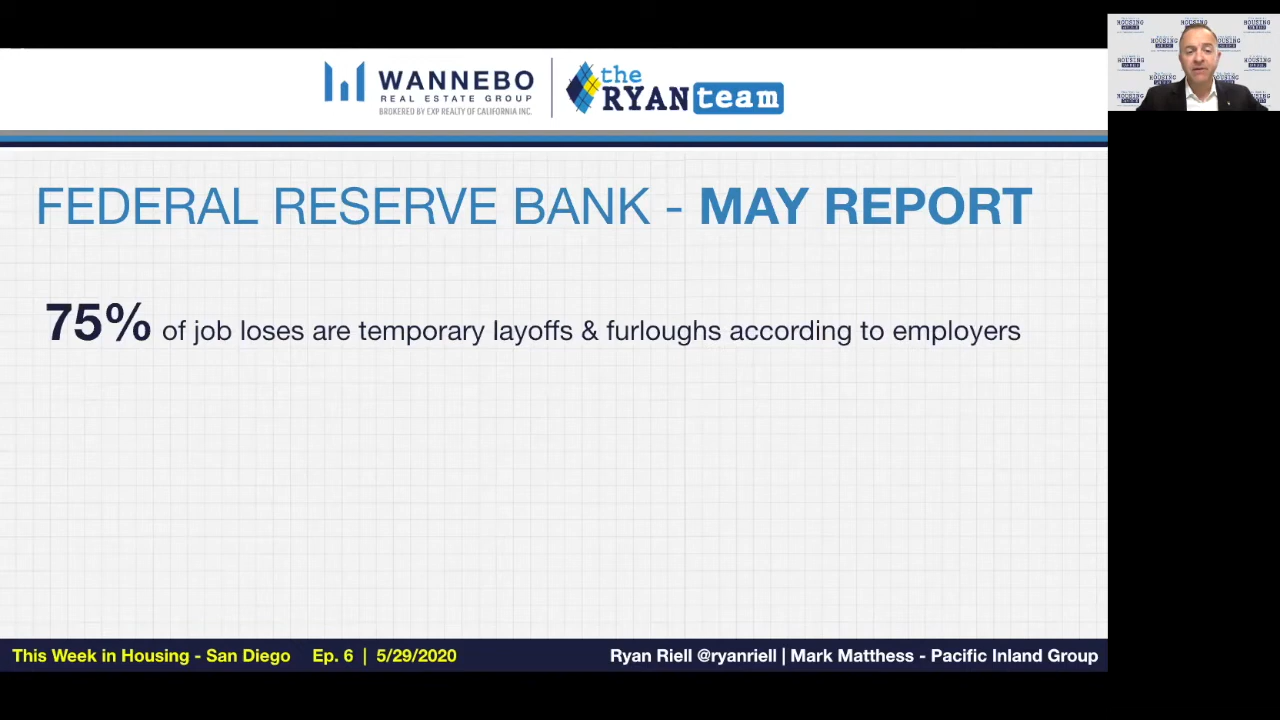 WANNEBO
REAL ESTATE GROUP
BROKERED BY EXP REALTY OF CALIFORNIA INC.
the
RYAN team
FEDERAL RESERVE BANK - MAY REPORT
75% of job loses are temporary layoffs & furloughs according to employers
This Week in Housing - San Diego Ep. 6 | 5/29/2020
Ryan Riell @ryanriell | Mark Matthess - Pacific Inland Group